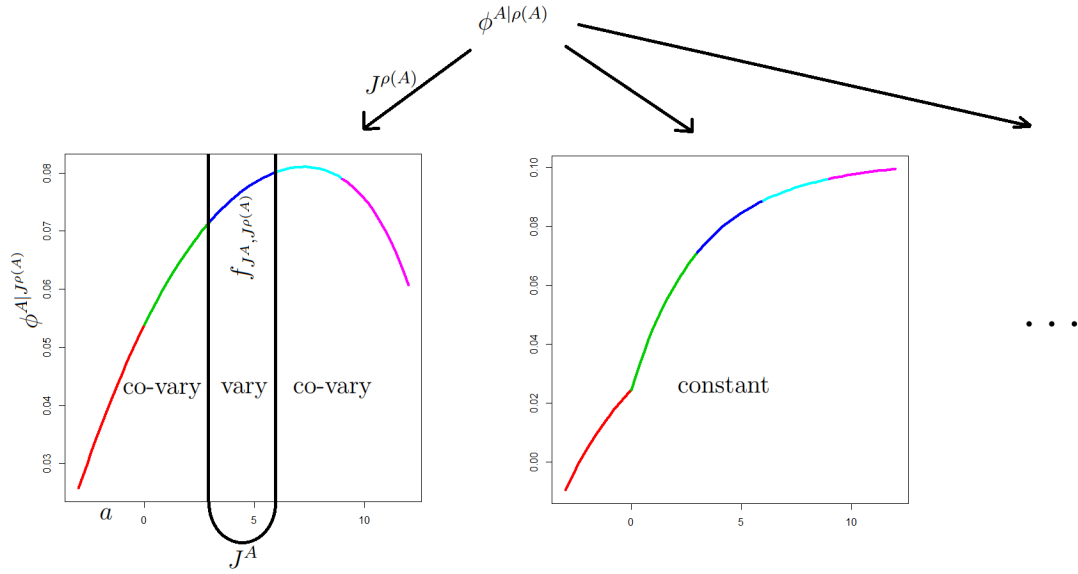 ϕ^{A|ρ(A)}
J^{ρ(A)}
ϕ^{A|J^{ρ(A)}}
0.08
0.07
0.06
0.05
0.04
0.03
f_{J^A,J^{ρ(A)}}
co-vary vary co-vary
a
0 5 10
J^A
0.10
0.08
0.06
0.04
0.02
0.00
constant
0 5 10
. . .